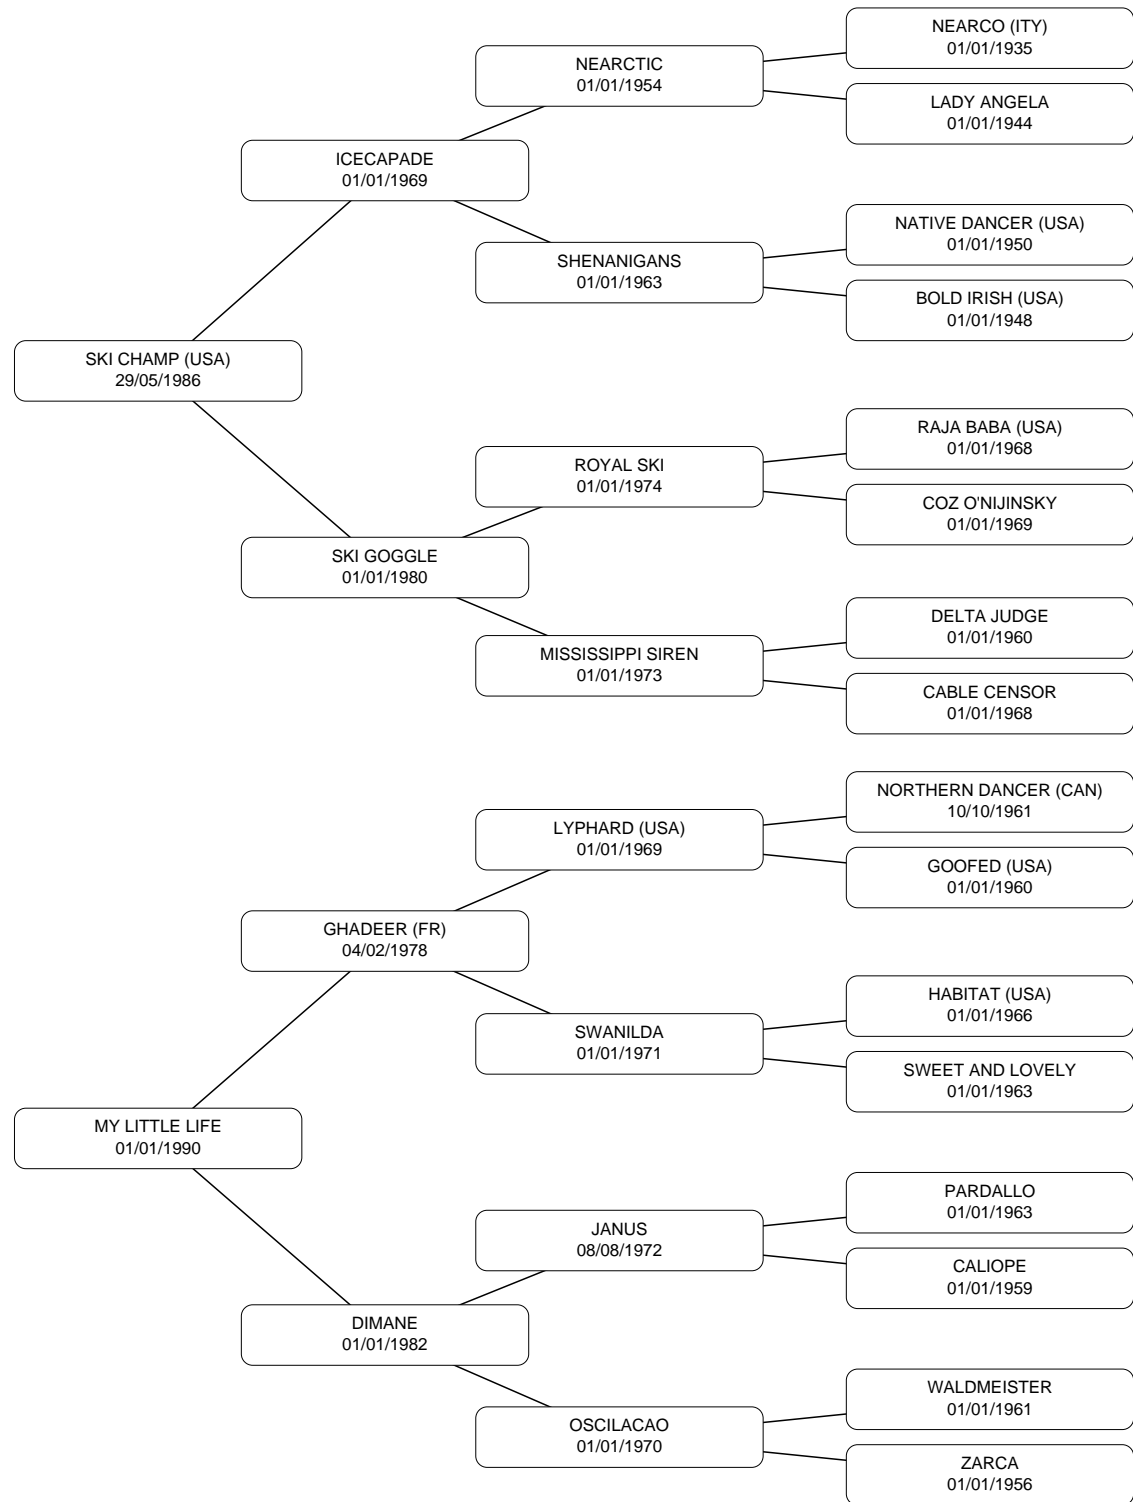 NEARCO (ITY)
01/01/1935
NEARCTIC
01/01/1954
LADY ANGELA
01/01/1944
ICECAPADE
01/01/1969
NATIVE DANCER (USA)
01/01/1950
SHENANIGANS
01/01/1963
BOLD IRISH (USA)
01/01/1948
SKI CHAMP (USA)
29/05/1986
RAJA BABA (USA)
01/01/1968
ROYAL SKI
01/01/1974
COZ O'NIJINSKY
01/01/1969
SKI GOGGLE
01/01/1980
DELTA JUDGE
01/01/1960
MISSISSIPPI SIREN
01/01/1973
CABLE CENSOR
01/01/1968
NORTHERN DANCER (CAN)
10/10/1961
LYPHARD (USA)
01/01/1969
GOOFED (USA)
01/01/1960
GHADEER (FR)
04/02/1978
HABITAT (USA)
01/01/1966
SWANILDA
01/01/1971
SWEET AND LOVELY
01/01/1963
MY LITTLE LIFE
01/01/1990
PARDALLO
01/01/1963
JANUS
08/08/1972
CALIOPE
01/01/1959
DIMANE
01/01/1982
WALDMEISTER
01/01/1961
OSCILACAO
01/01/1970
ZARCA
01/01/1956